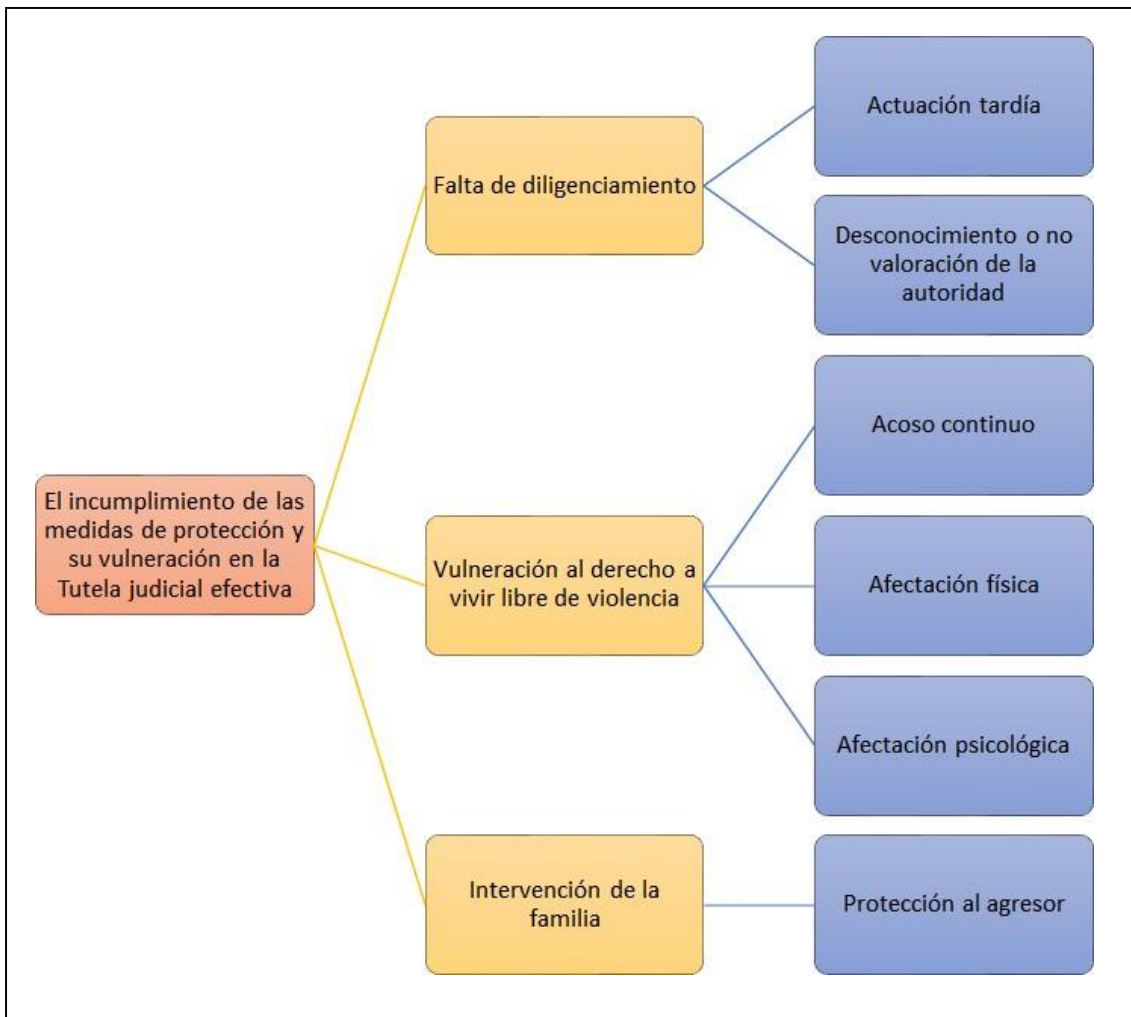 El incumplimiento de las
medidas de protección y
su vulneración en la
Tutela judicial efectiva
Falta de diligenciamiento
Actuación tardía
Desconocimiento o no
valoración de la
autoridad
Vulneración al derecho a
vivir libre de violencia
Acoso continuo
Afectación física
Afectación psicológica
Intervención de la
familia
Protección al agresor